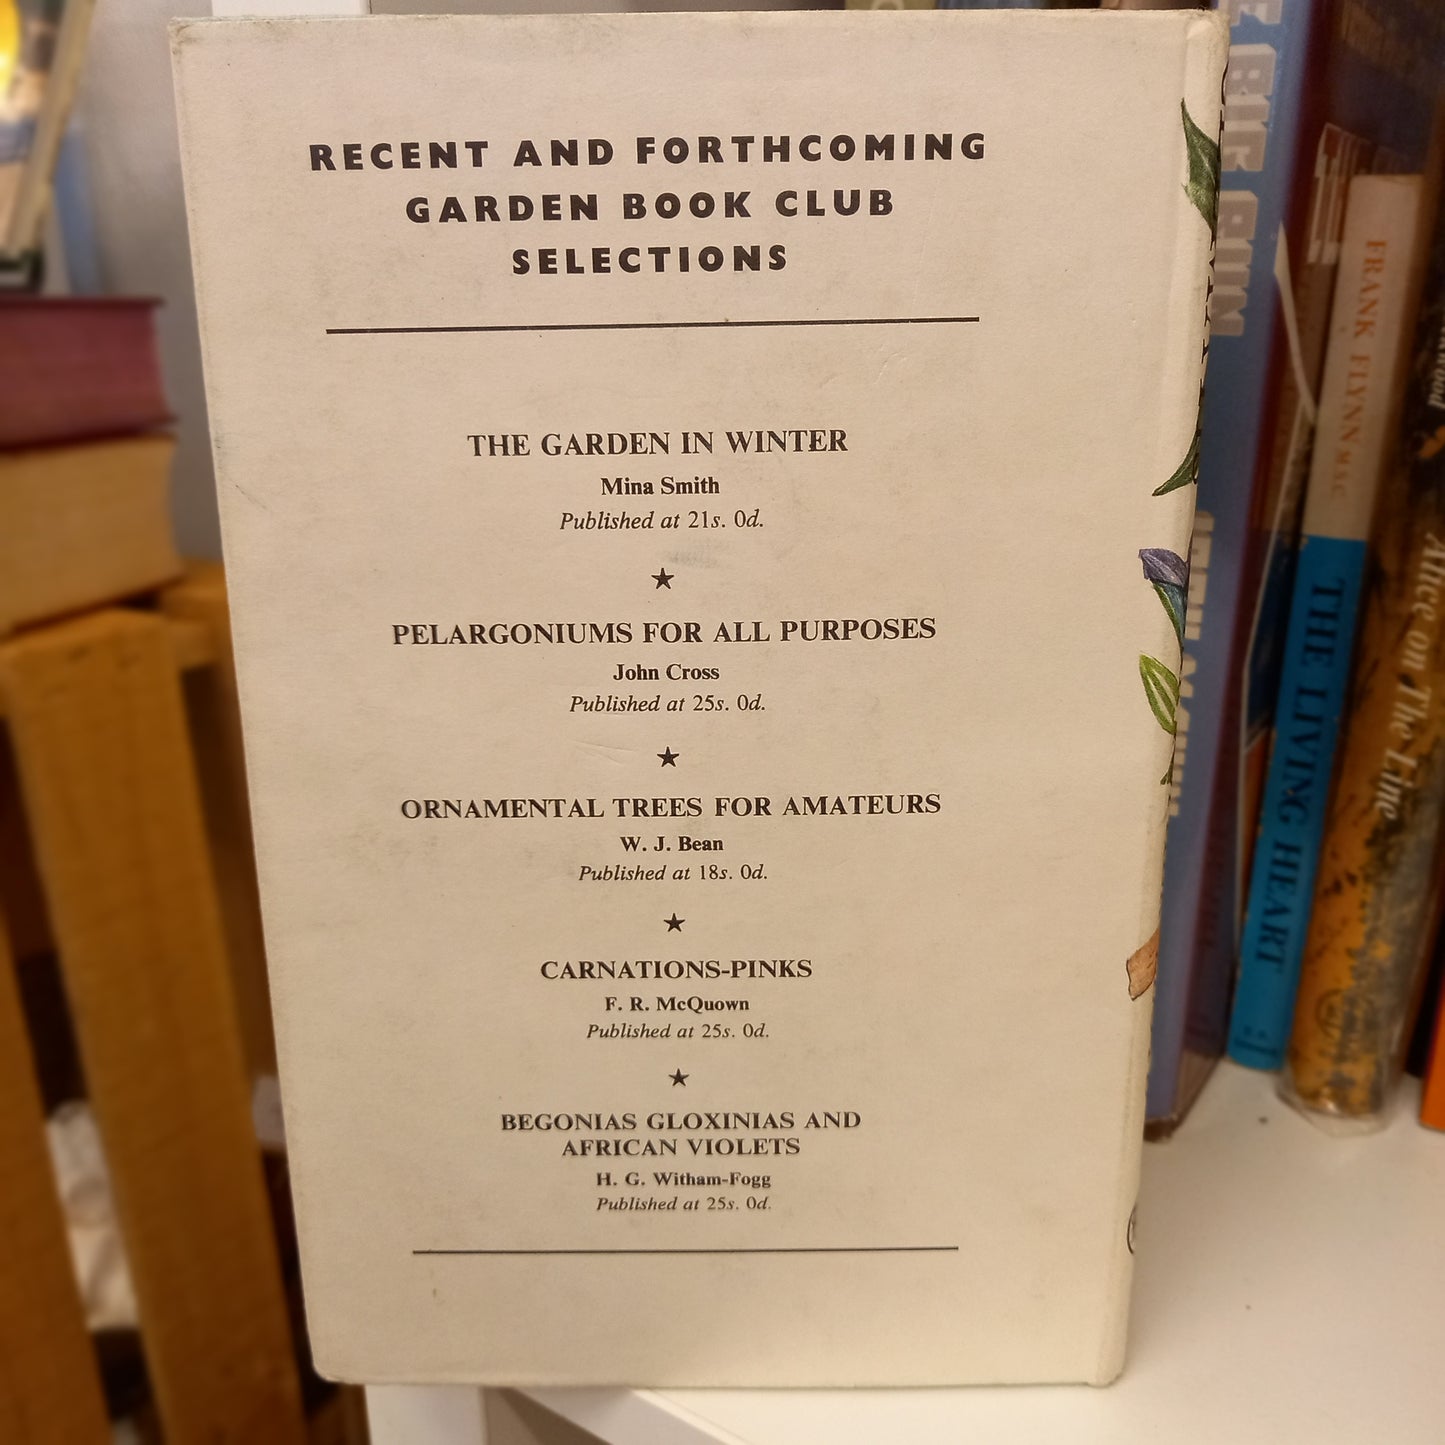 RECENT AND FORTHCOMING
GARDEN BOOK CLUB
SELECTIONS
THE GARDEN IN WINTER
Mina Smith
Published at 21s. 0d.
★
PELARGONIUMS FOR ALL PURPOSES
John Cross
Published at 25s. 0d.
★
ORNAMENTAL TREES FOR AMATEURS
W. J. Bean
Published at 18s. 0d.
★
CARNATIONS-PINKS
F. R. McQuown
Published at 25s. 0d.
★
BEGONIAS GLOXINIAS AND
AFRICAN VIOLETS
H. G. Witham-Fogg
Published at 25s. 0d.
BIG
FRANK FLYNN MSC
THE LIVING HEART
Alice on The Line